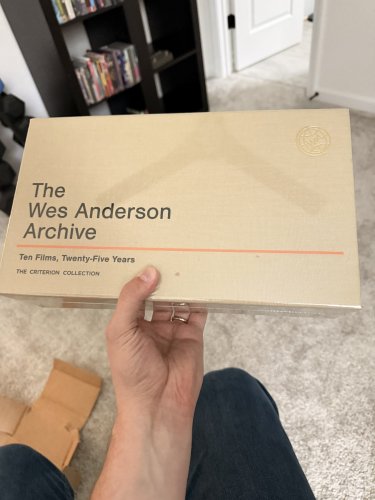 The
Wes Anderson
Archive
Ten Films, Twenty-Five Years
THE CRITERION COLLECTION